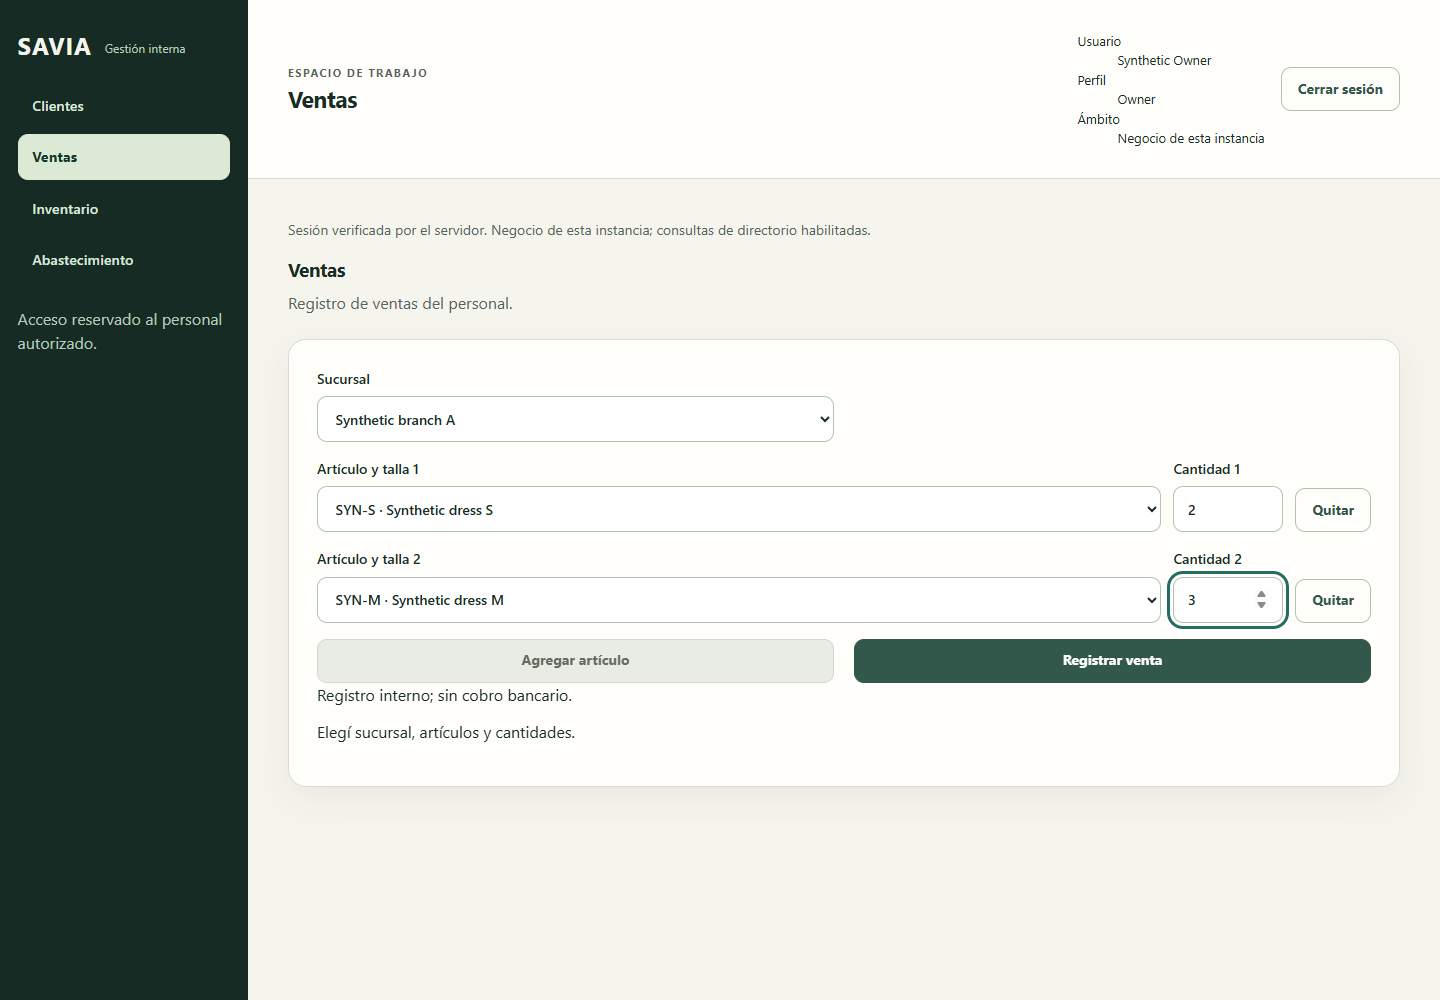 SAVIA Gestión interna
Clientes
Ventas
Inventario
Abastecimiento
Acceso reservado al personal
autorizado.
ESPACIO DE TRABAJO
Ventas
Usuario
Synthetic Owner
Perfil
Owner
Ámbito
Negocio de esta instancia
Cerrar sesión
Sesión verificada por el servidor. Negocio de esta instancia; consultas de directorio habilitadas.
Ventas
Registro de ventas del personal.
Sucursal
Synthetic branch A
Artículo y talla 1 Cantidad 1
SYN-S · Synthetic dress S 2 Quitar
Artículo y talla 2 Cantidad 2
SYN-M · Synthetic dress M 3 Quitar
Agregar artículo Registrar venta
Registro interno; sin cobro bancario.
Elegí sucursal, artículos y cantidades.